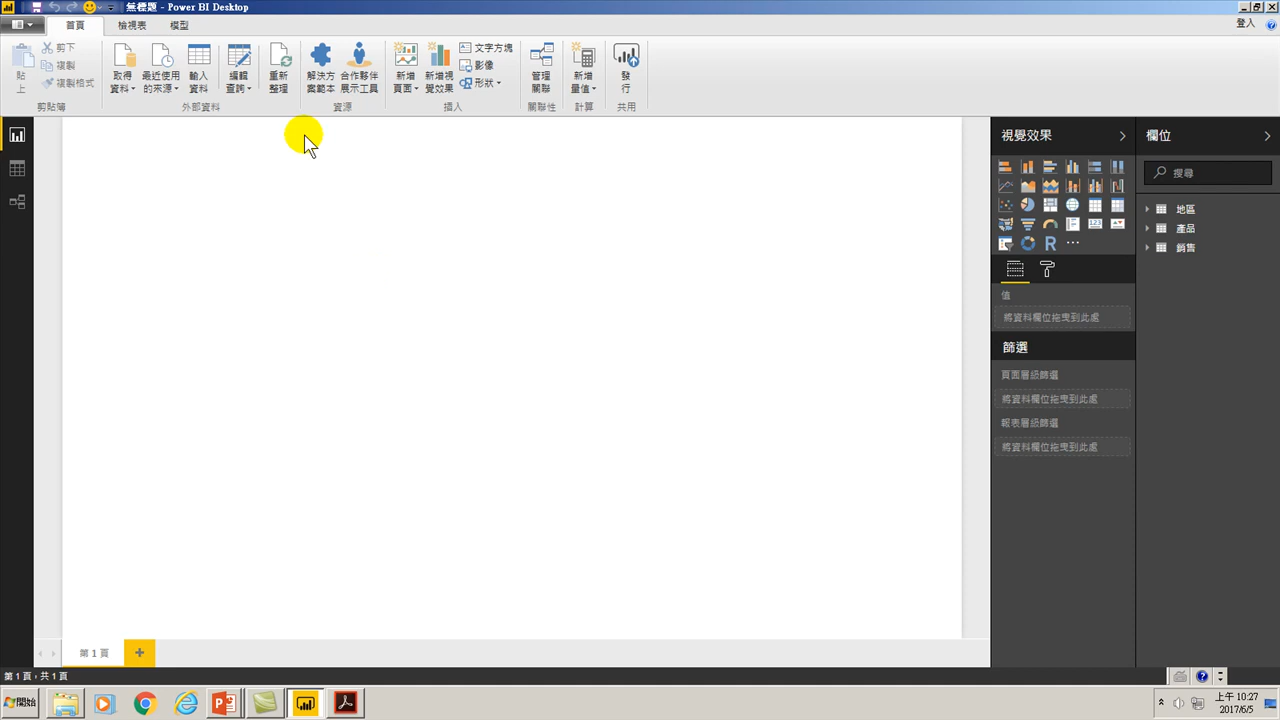 無標題 - Power BI Desktop
首頁 檢視表 模型 登入
貼上
剪下
複製
複製格式
剪貼簿
取得資料
最近使用的來源
輸入資料
編輯查詢
外部資料
重新整理
解決方案範本
合作夥伴展示工具
資源
新增頁面
新增視覺效果
文字方塊
影像
形狀
插入
管理關聯
關聯性
新增量值
計算
發行
共用
視覺效果
R
123
值
將資料欄位拖曳到此處
篩選
頁面層級篩選
將資料欄位拖曳到此處
報表層級篩選
將資料欄位拖曳到此處
欄位
搜尋
地區
產品
銷售
第 1 頁
第 1 頁，共 1 頁
開始
上午 10:27
2017/6/5